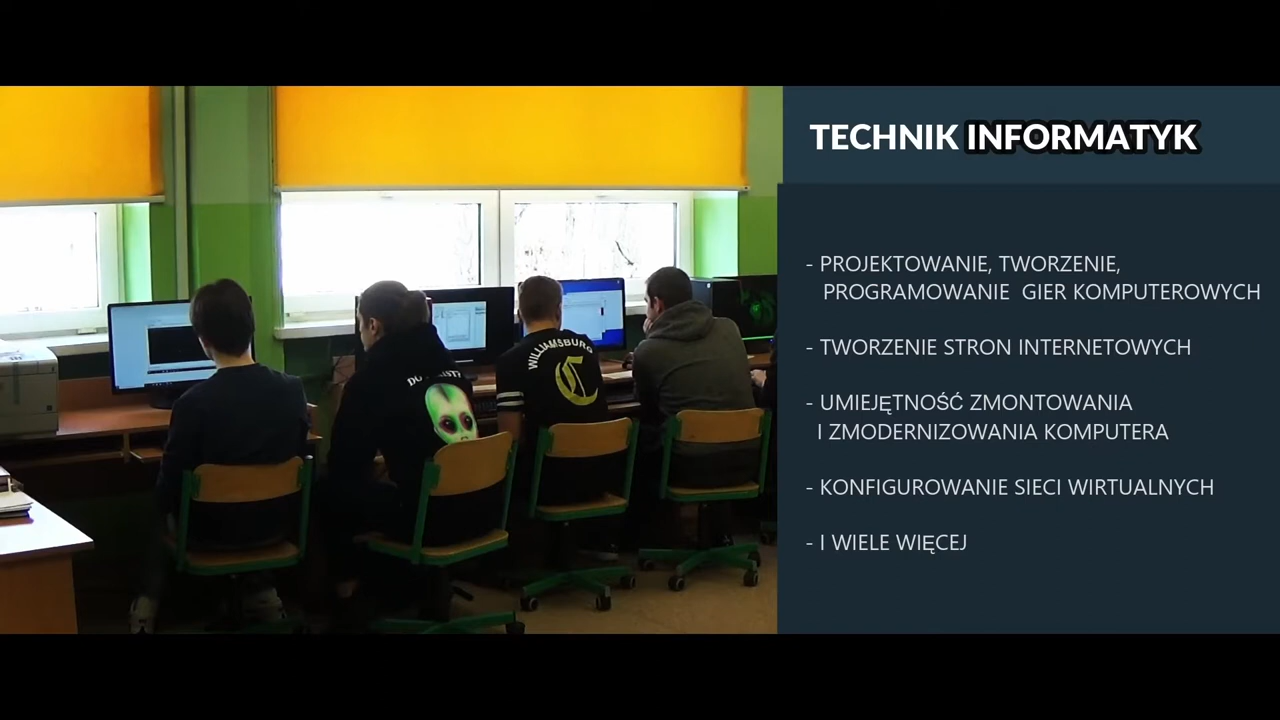 TECHNIK INFORMATYK
- PROJEKTOWANIE, TWORZENIE,
PROGRAMOWANIE GIER KOMPUTEROWYCH
- TWORZENIE STRON INTERNETOWYCH
- UMIEJĘTNOŚĆ ZMONTOWANIA
I ZMODERNIZOWANIA KOMPUTERA
- KONFIGUROWANIE SIECI WIRTUALNYCH
- I WIELE WIĘCEJ
WILLIAMSBURG
C